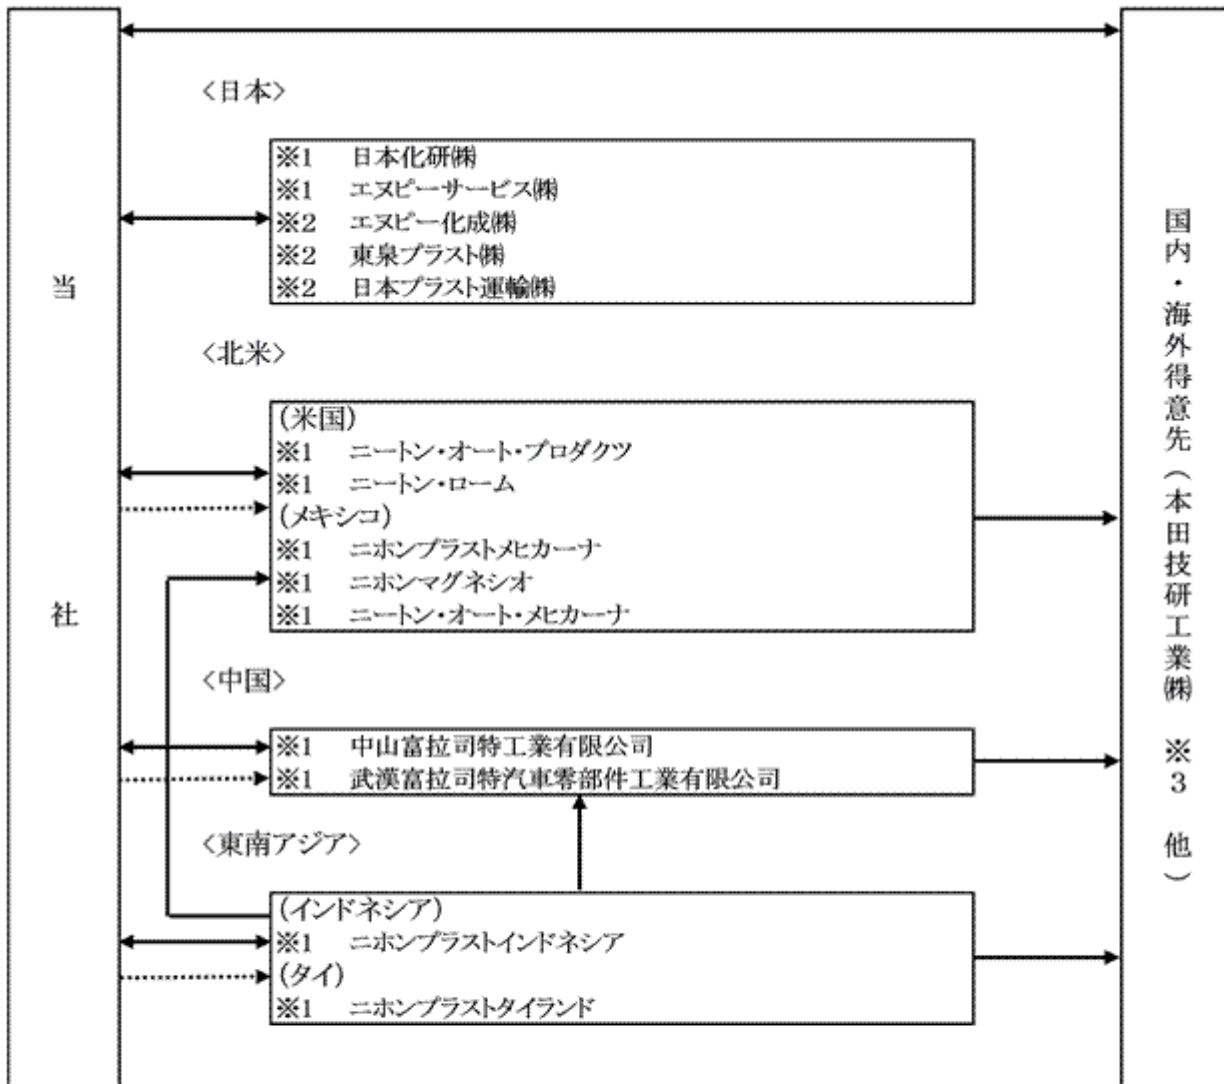 当社
<日本>
※1 日本化研㈱
※1 エヌピーサービス㈱
※2 エヌピー化成㈱
※2 東泉プラスト㈱
※2 日本プラスト運輸㈱
<北米>
(米国)
※1 ニートン・オート・プロダクツ
※1 ニートン・ローム
(メキシコ)
※1 ニホンプラストメヒカーナ
※1 ニホンマグネシオ
※1 ニートン・オート・メヒカーナ
<中国>
※1 中山富拉司特工業有限公司
※1 武漢富拉司特汽車零部件工業有限公司
<東南アジア>
(インドネシア)
※1 ニホンプラストインドネシア
(タイ)
※1 ニホンプラストタイランド
国内・海外得意先(本田技研工業㈱ ※3 他)